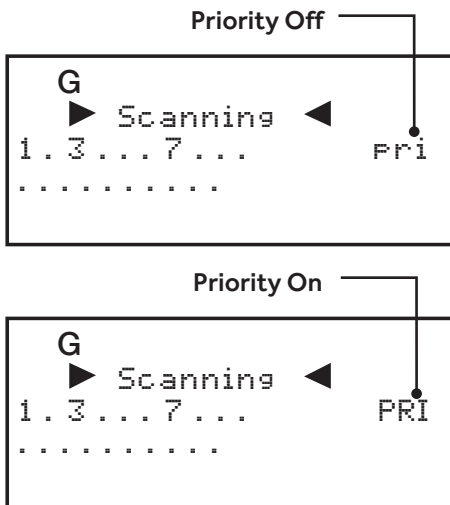 Priority Off
G
▶ Scanning ◀
1.3...7... pri
..........
Priority On
G
▶ Scanning ◀
1.3...7... PRI
..........